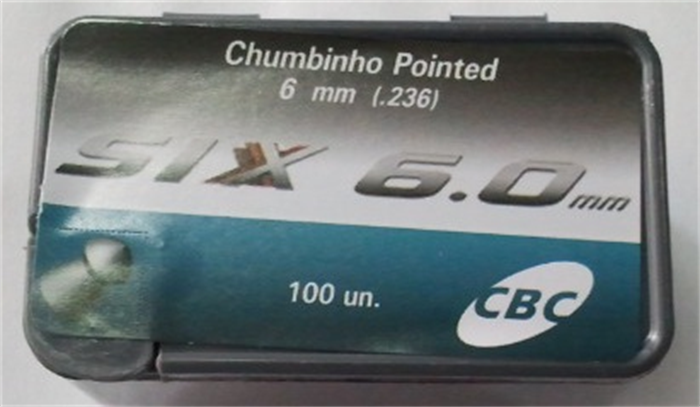 Chumbinho Pointed
6 mm (.236)
SIX 6.0mm
100 un.
CBC